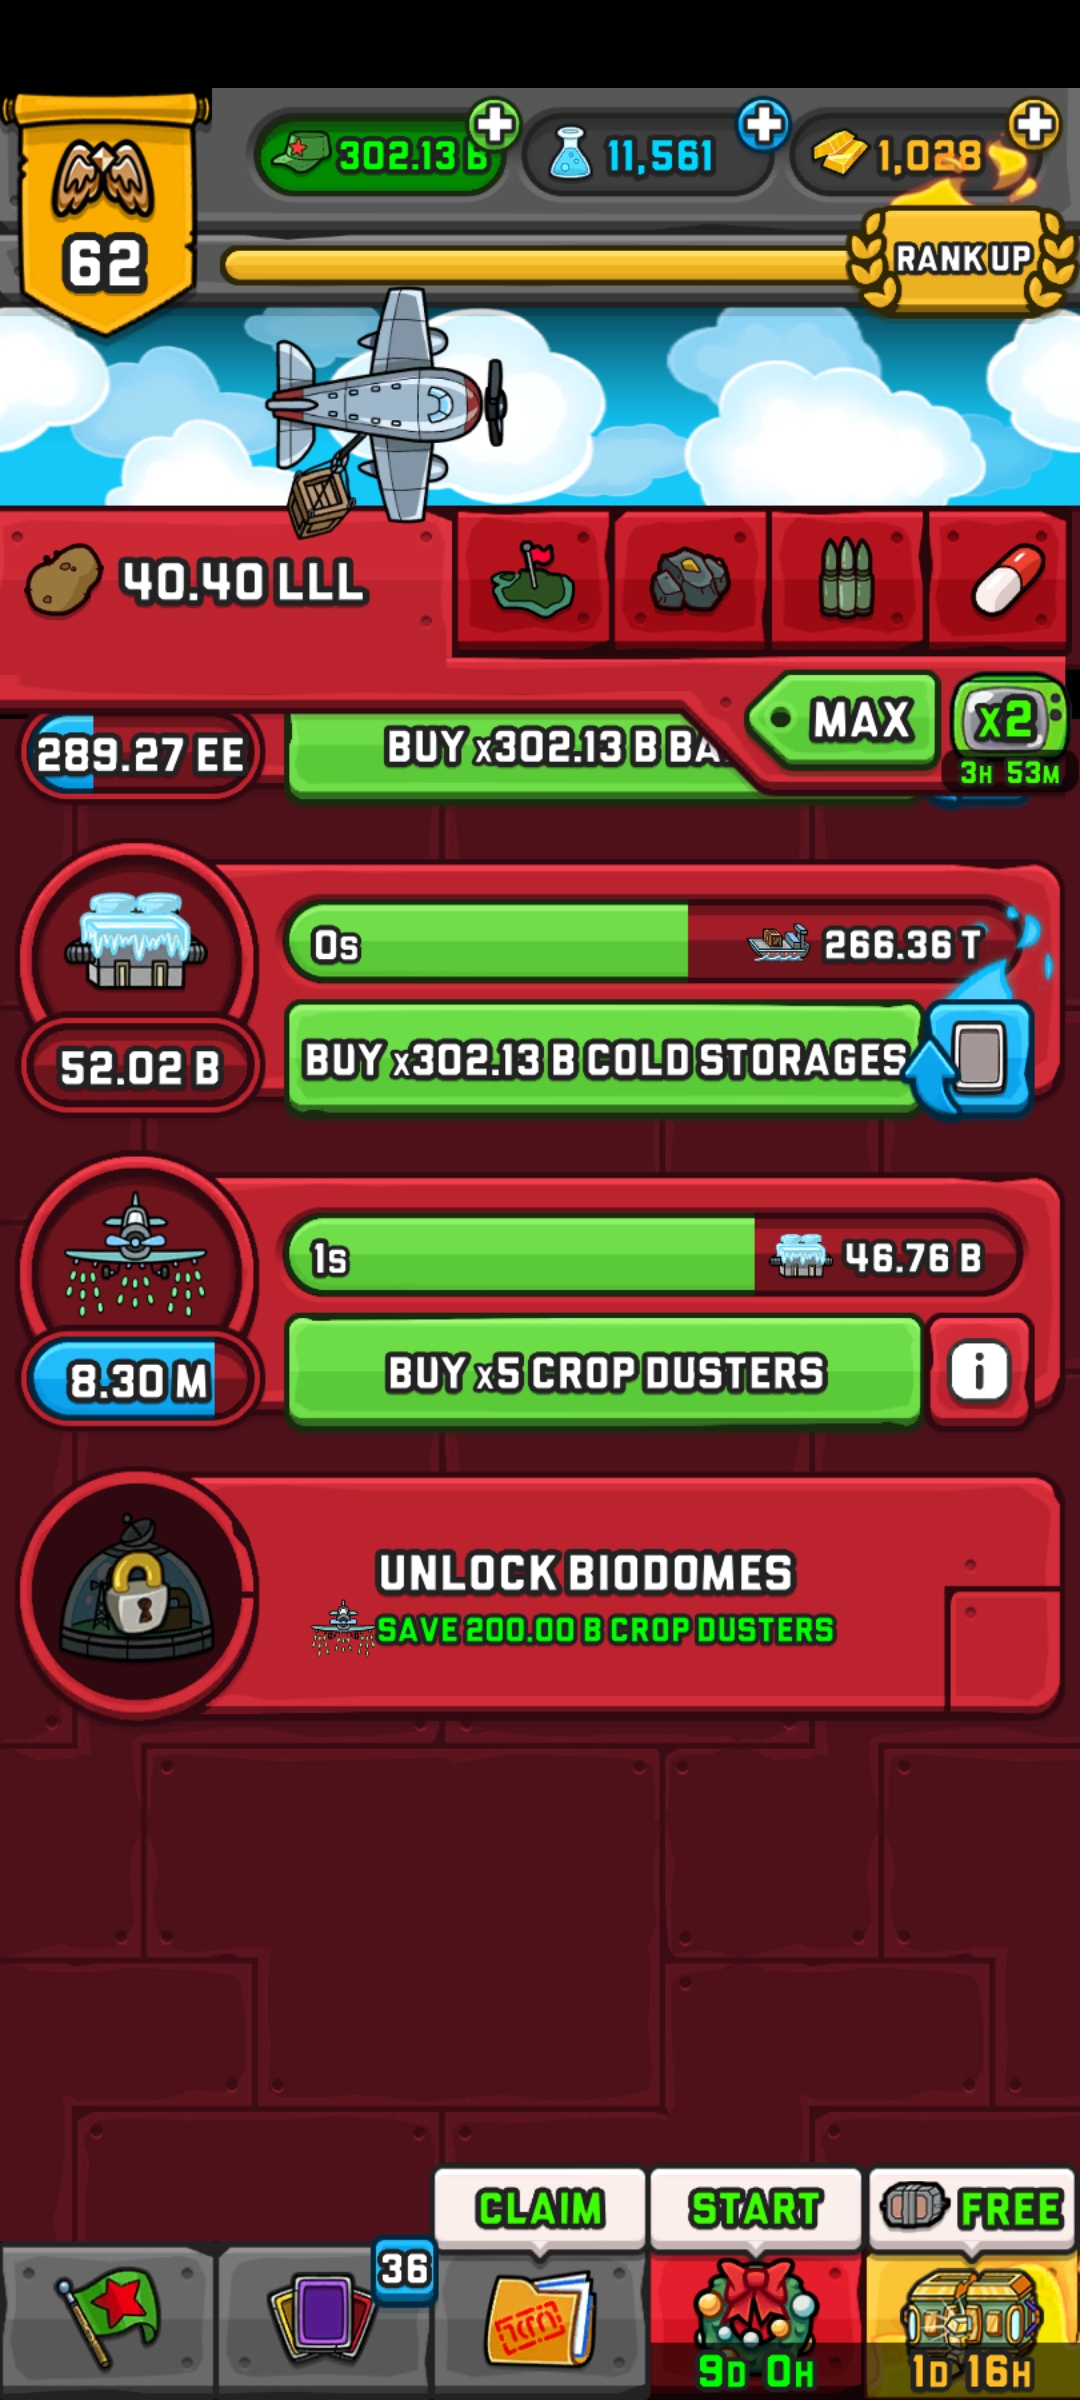 302.13 B
11,561
1,028
62
RANK UP
40.40 LLL
MAX
x2
3H 53M
289.27 EE
BUY x302.13 B BA
0s
266.36 T
52.02 B
BUY x302.13 B COLD STORAGES
1s
46.76 B
8.30 M
BUY x5 CROP DUSTERS
i
UNLOCK BIODOMES
SAVE 200.00 B CROP DUSTERS
CLAIM
START
FREE
36
9D 0H
1D 16H